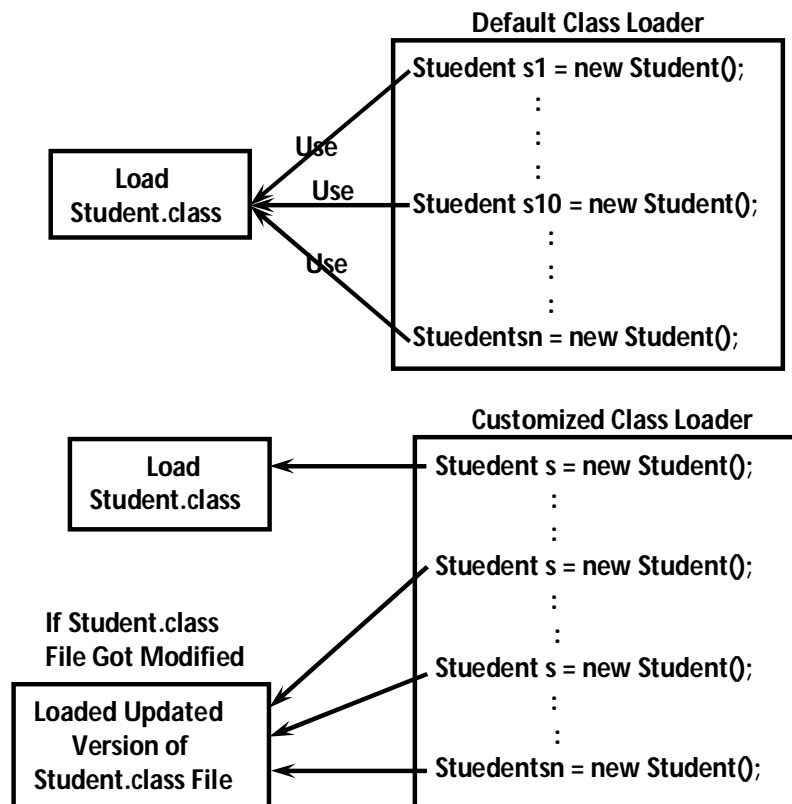 Default Class Loader
Stuedent s1 = new Student();
:
:
:
Use
Load
Student.class
Use
Stuedent s10 = new Student();
:
:
:
Use
Stuedentsn = new Student();
Customized Class Loader
Load
Student.class
Stuedent s = new Student();
:
:
Stuedent s = new Student();
:
:
If Student.class
File Got Modified
Stuedent s = new Student();
:
:
Loaded Updated
Version of
Student.class File
Stuedentsn = new Student();